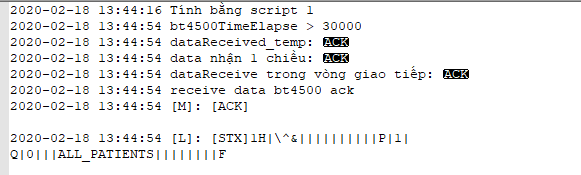 2020-02-18 13:44:16 Tính bằng script 1
2020-02-18 13:44:54 bt4500TimeElapse > 30000
2020-02-18 13:44:54 dataReceived_temp: ACK
2020-02-18 13:44:54 data nhận 1 chiều: ACK
2020-02-18 13:44:54 dataReceive trong vòng giao tiếp: ACK
2020-02-18 13:44:54 receive data bt4500 ack
2020-02-18 13:44:54 [M]: [ACK]
2020-02-18 13:44:54 [L]: [STX]1H|\^&||||||||||P|1|
Q|0|||ALL_PATIENTS||||||||F